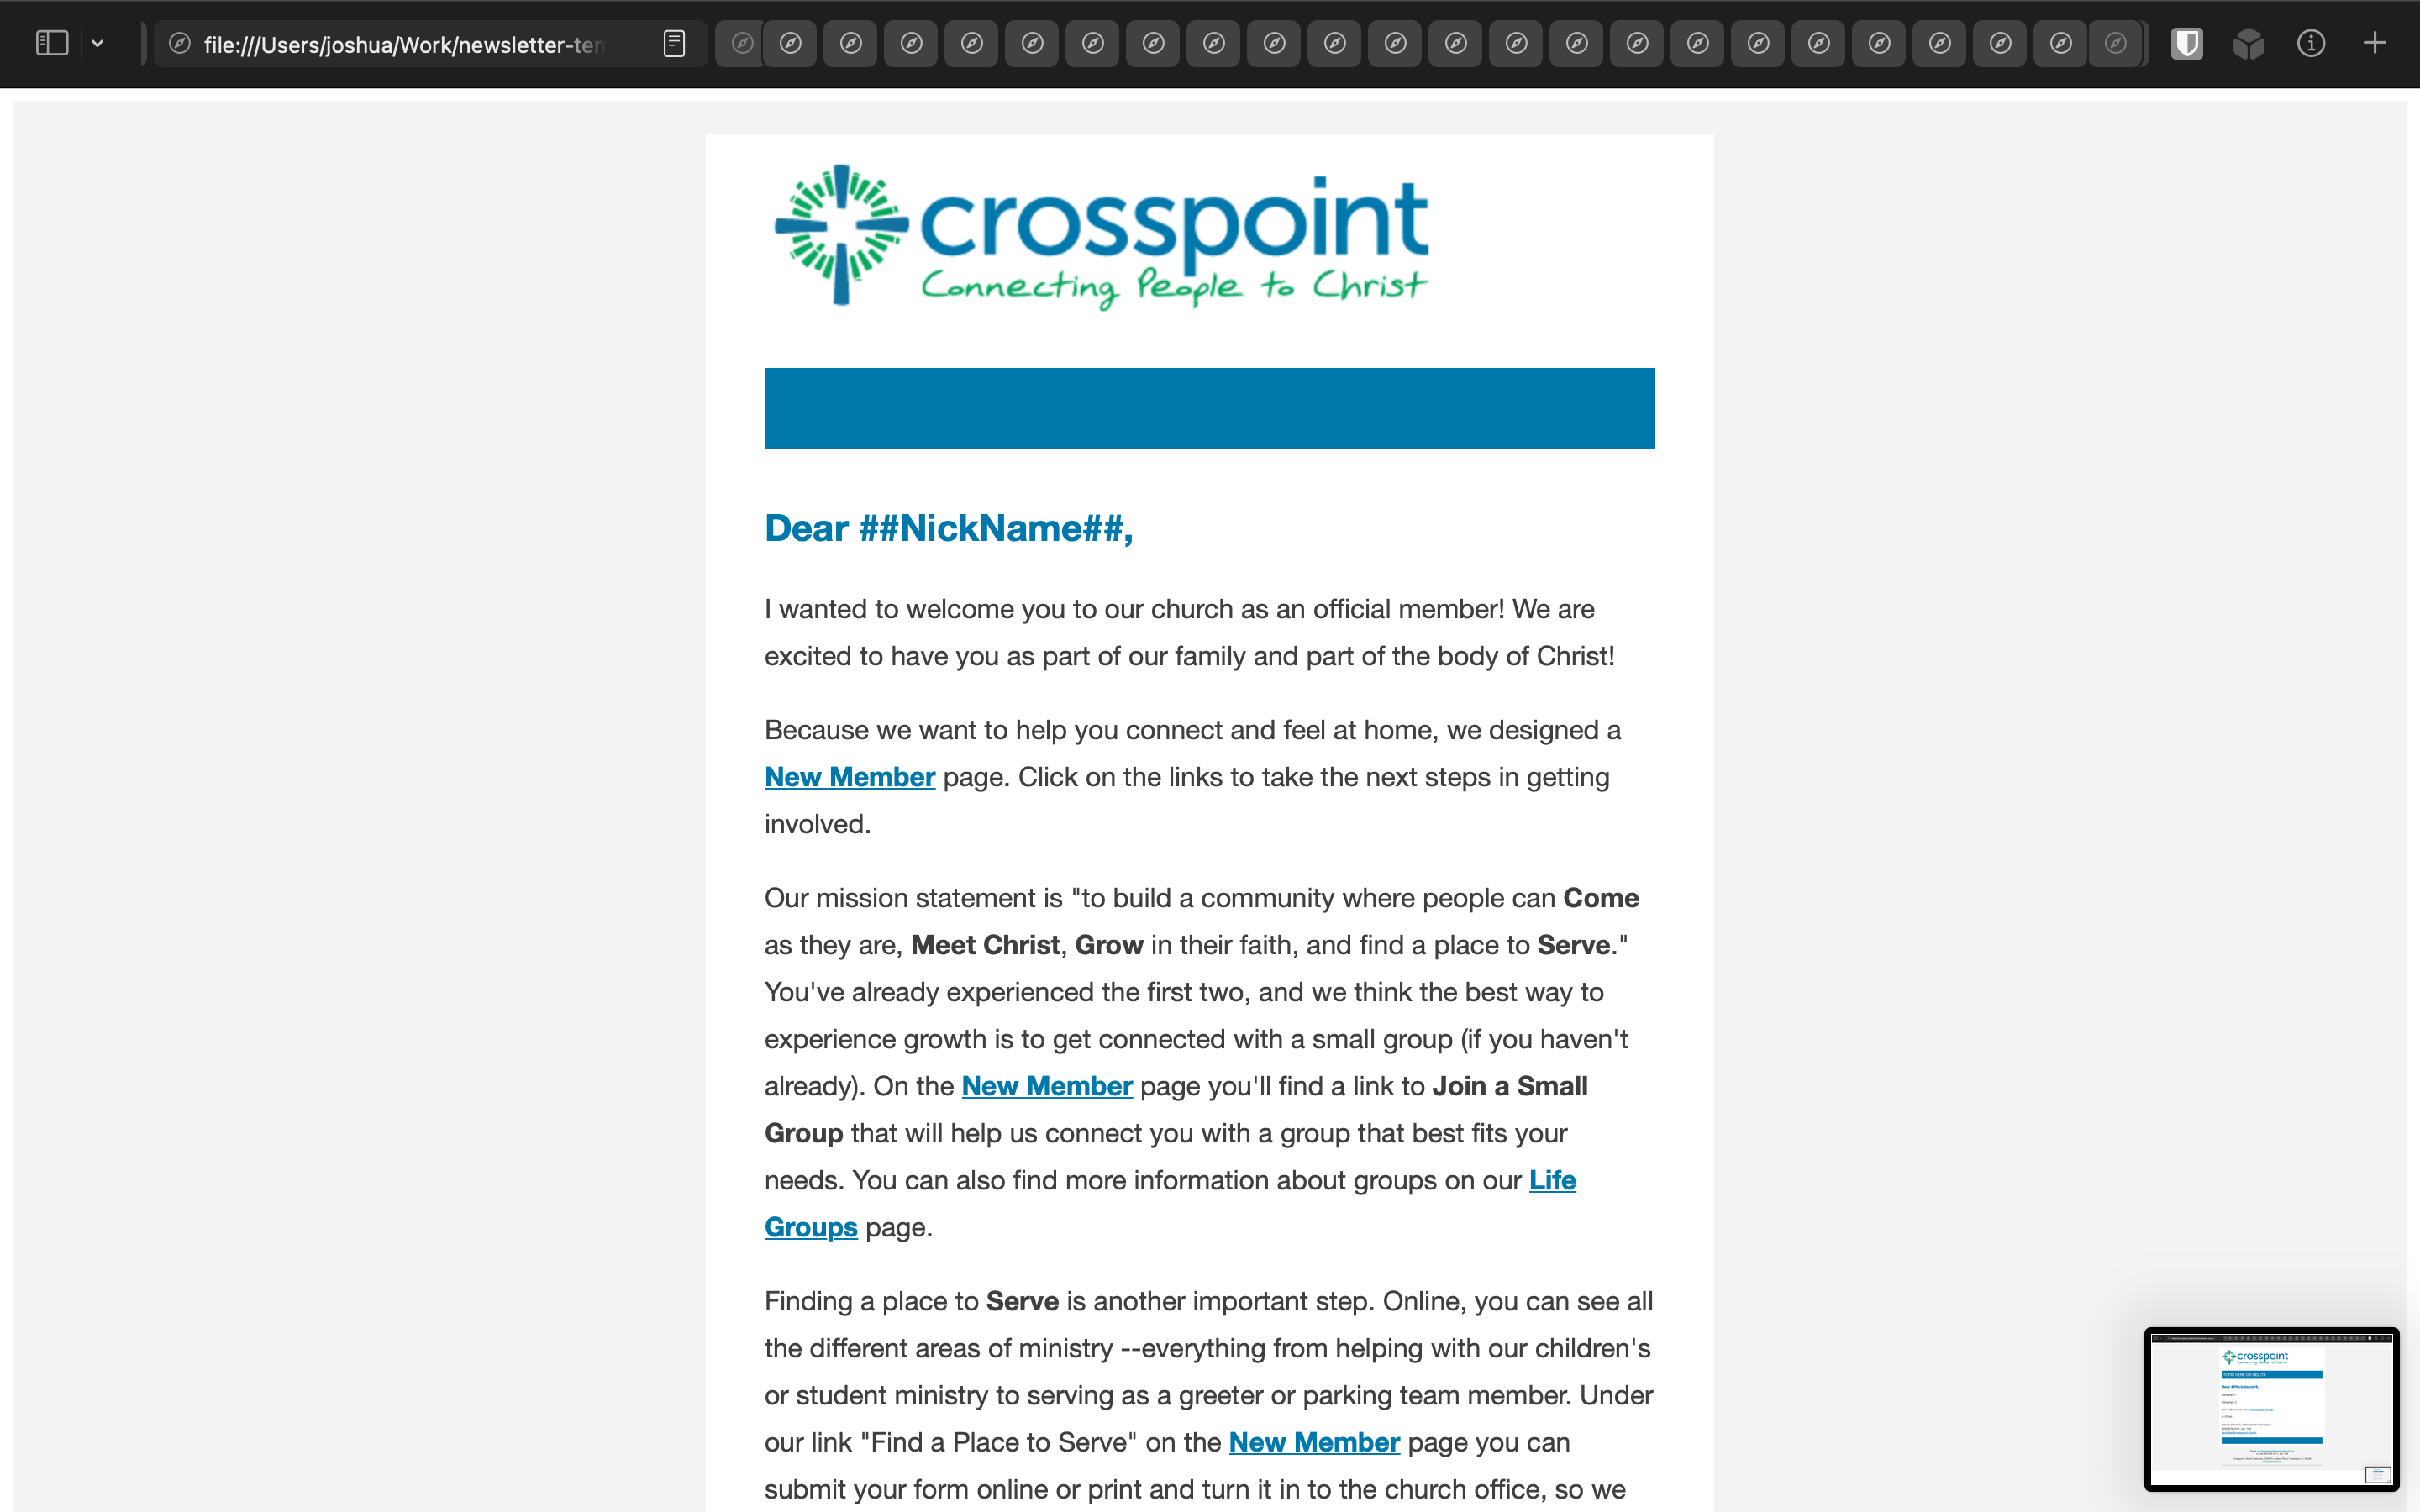 file:///Users/joshua/Work/newsletter-ten
crosspoint
Connecting People to Christ
Dear ##NickName##,
I wanted to welcome you to our church as an official member! We are
excited to have you as part of our family and part of the body of Christ!
Because we want to help you connect and feel at home, we designed a
New Member page. Click on the links to take the next steps in getting
involved.
Our mission statement is "to build a community where people can Come
as they are, Meet Christ, Grow in their faith, and find a place to Serve."
You've already experienced the first two, and we think the best way to
experience growth is to get connected with a small group (if you haven't
already). On the New Member page you'll find a link to Join a Small
Group that will help us connect you with a group that best fits your
needs. You can also find more information about groups on our Life
Groups page.
Finding a place to Serve is another important step. Online, you can see all
the different areas of ministry --everything from helping with our children's
or student ministry to serving as a greeter or parking team member. Under
our link "Find a Place to Serve" on the New Member page you can
submit your form online or print and turn it in to the church office, so we
crosspoint
Connecting People to Christ
TOPIC HERE OR DELETE
Dear ##NickName##,